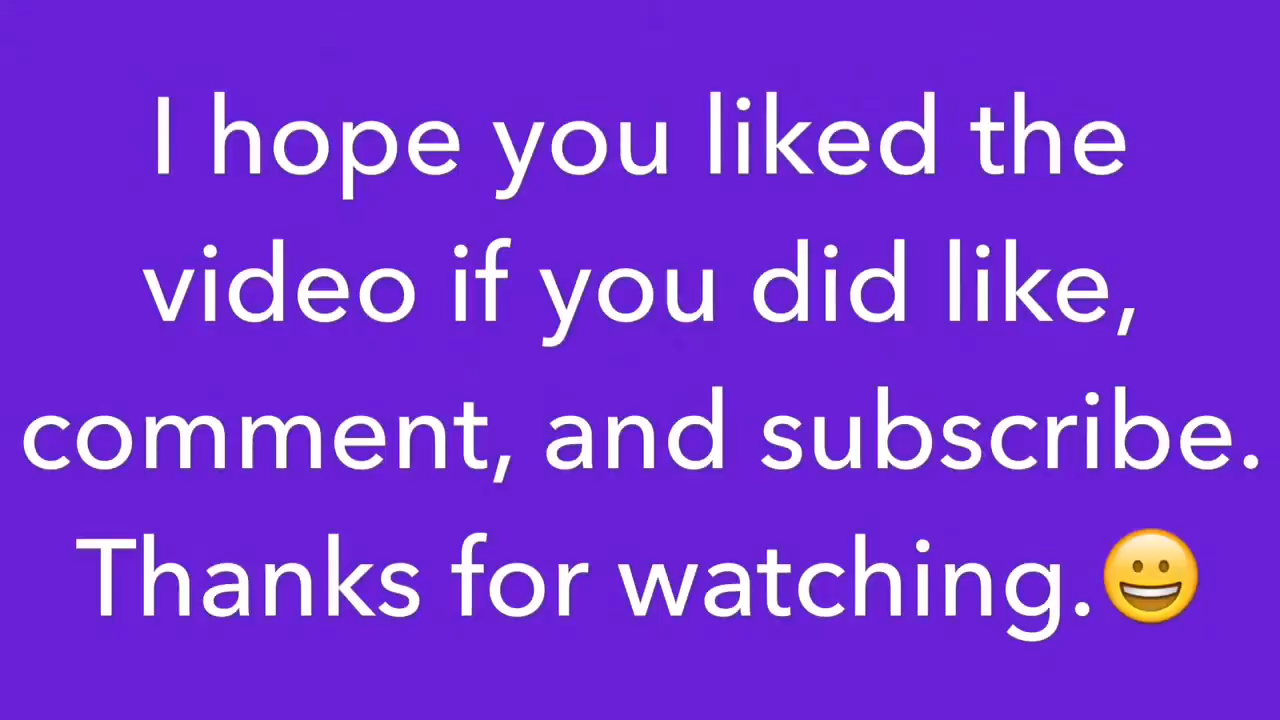 I hope you liked the
video if you did like,
comment, and subscribe.
Thanks for watching.😀